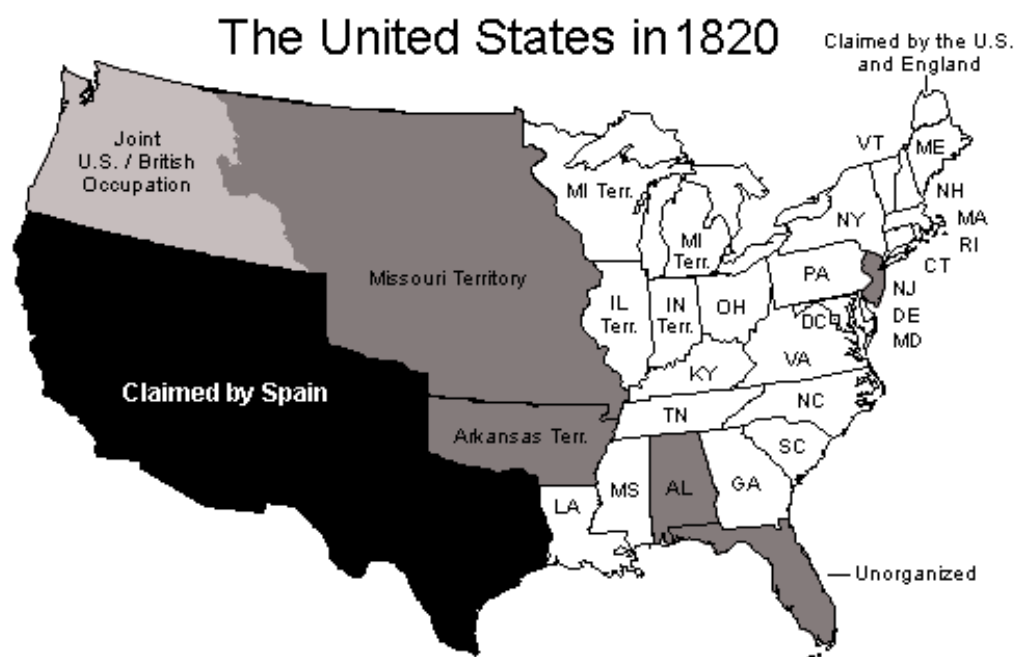 The United States in 1820
Claimed by the U.S.
and England
Joint
U.S. / British
Occupation
VT
ME
MI Terr.
NH
NY
MA
MI
Terr.
RI
CT
Missouri Territory
PA
NJ
IL
Terr.
IN
Terr.
OH
DE
DC
MD
VA
KY
Claimed by Spain
NC
TN
Arkansas Terr.
SC
MS
AL
GA
LA
Unorganized